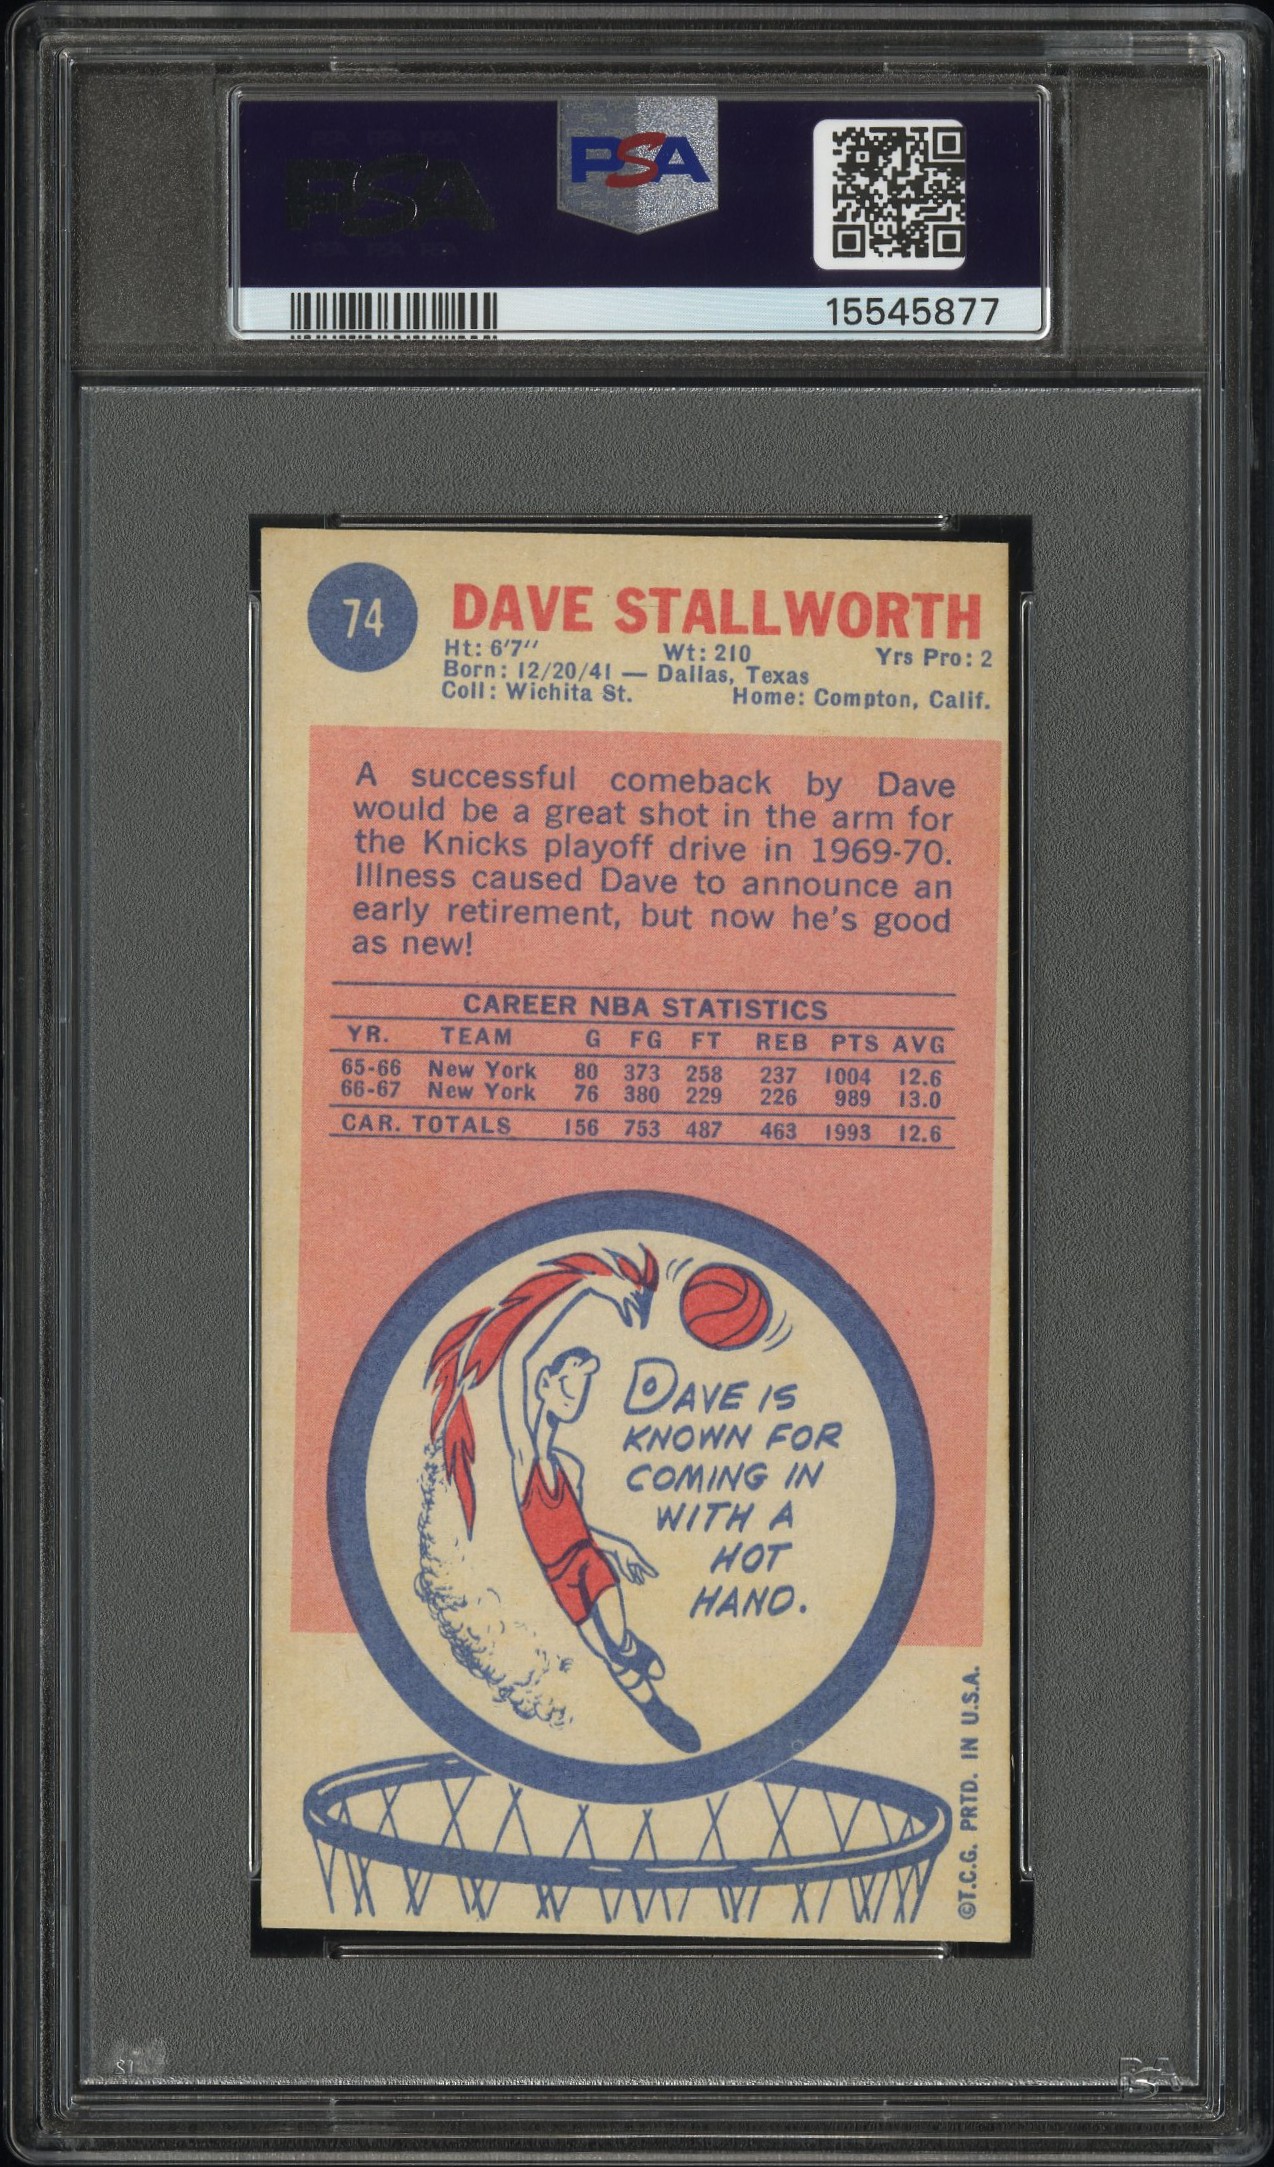 PSA
PSA
15545877
74
DAVE STALLWORTH
Ht: 6'7" Wt: 210 Yrs Pro: 2
Born: 12/20/41 — Dallas, Texas
Coll: Wichita St. Home: Compton, Calif.
A successful comeback by Dave
would be a great shot in the arm for
the Knicks playoff drive in 1969-70.
Illness caused Dave to announce an
early retirement, but now he's good
as new!
CAREER NBA STATISTICS
YR. TEAM G FG FT REB PTS AVG
65-66 New York 80 373 258 237 1004 12.6
66-67 New York 76 380 229 226 989 13.0
CAR. TOTALS 156 753 487 463 1993 12.6
DAVE IS
KNOWN FOR
COMING IN
WITH A
HOT
HAND.
©T.C.G. PRTD. IN U.S.A.
PSA